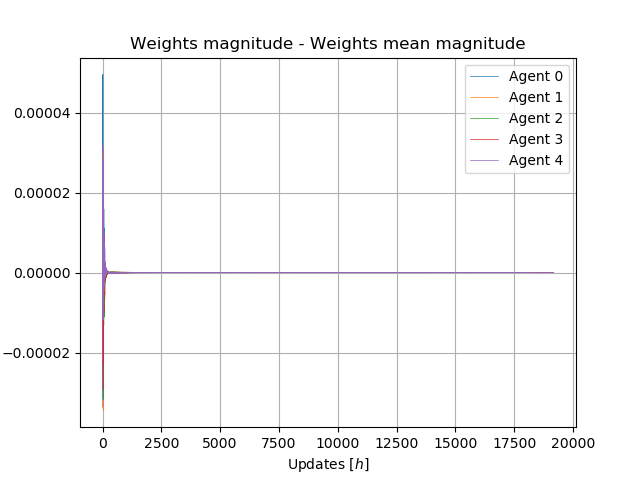 Weights magnitude - Weights mean magnitude
Agent 0
Agent 1
Agent 2
Agent 3
Agent 4
0.00004
0.00002
0.00000
−0.00002
0 2500 5000 7500 10000 12500 15000 17500 20000
Updates [h]